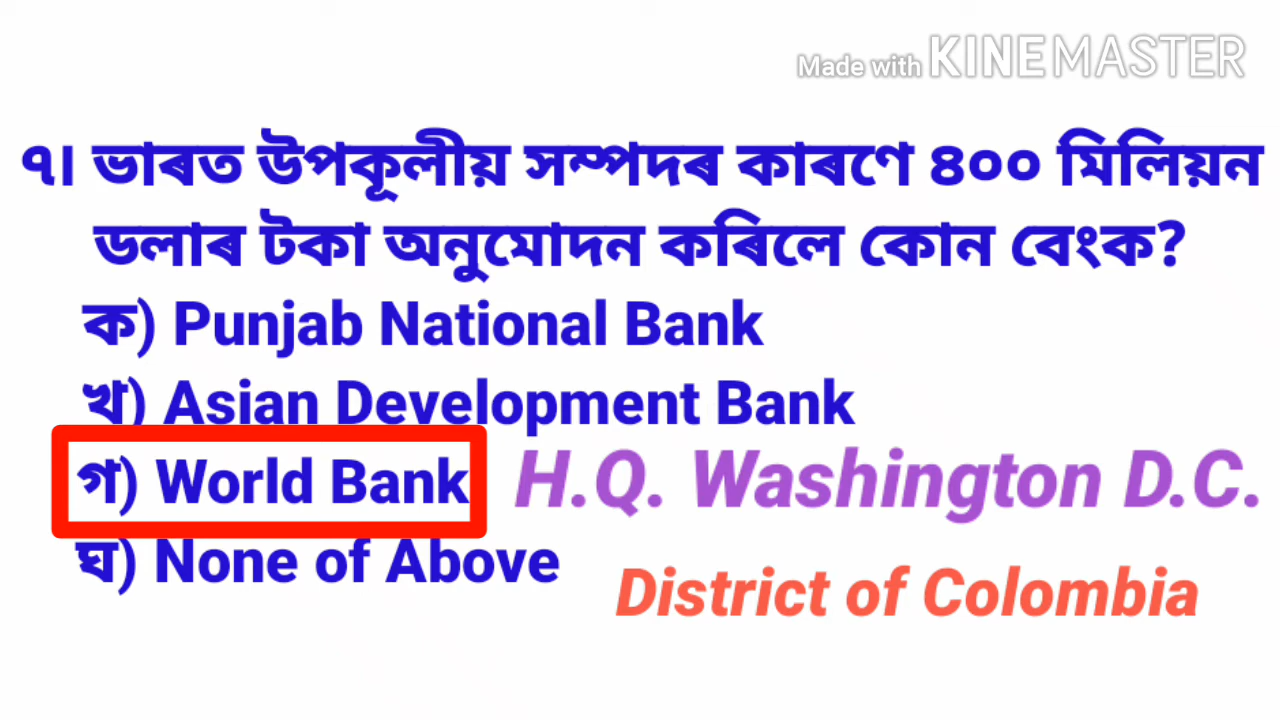 Made with KINEMASTER
৭। ভাৰত উপকূলীয় সম্পদৰ কাৰণে ৪০০ মিলিয়ন
ডলাৰ টকা অনুমোদন কৰিলে কোন বেংক?
ক) Punjab National Bank
খ) Asian Development Bank
গ) World Bank H.Q. Washington D.C.
ঘ) None of Above
District of Colombia